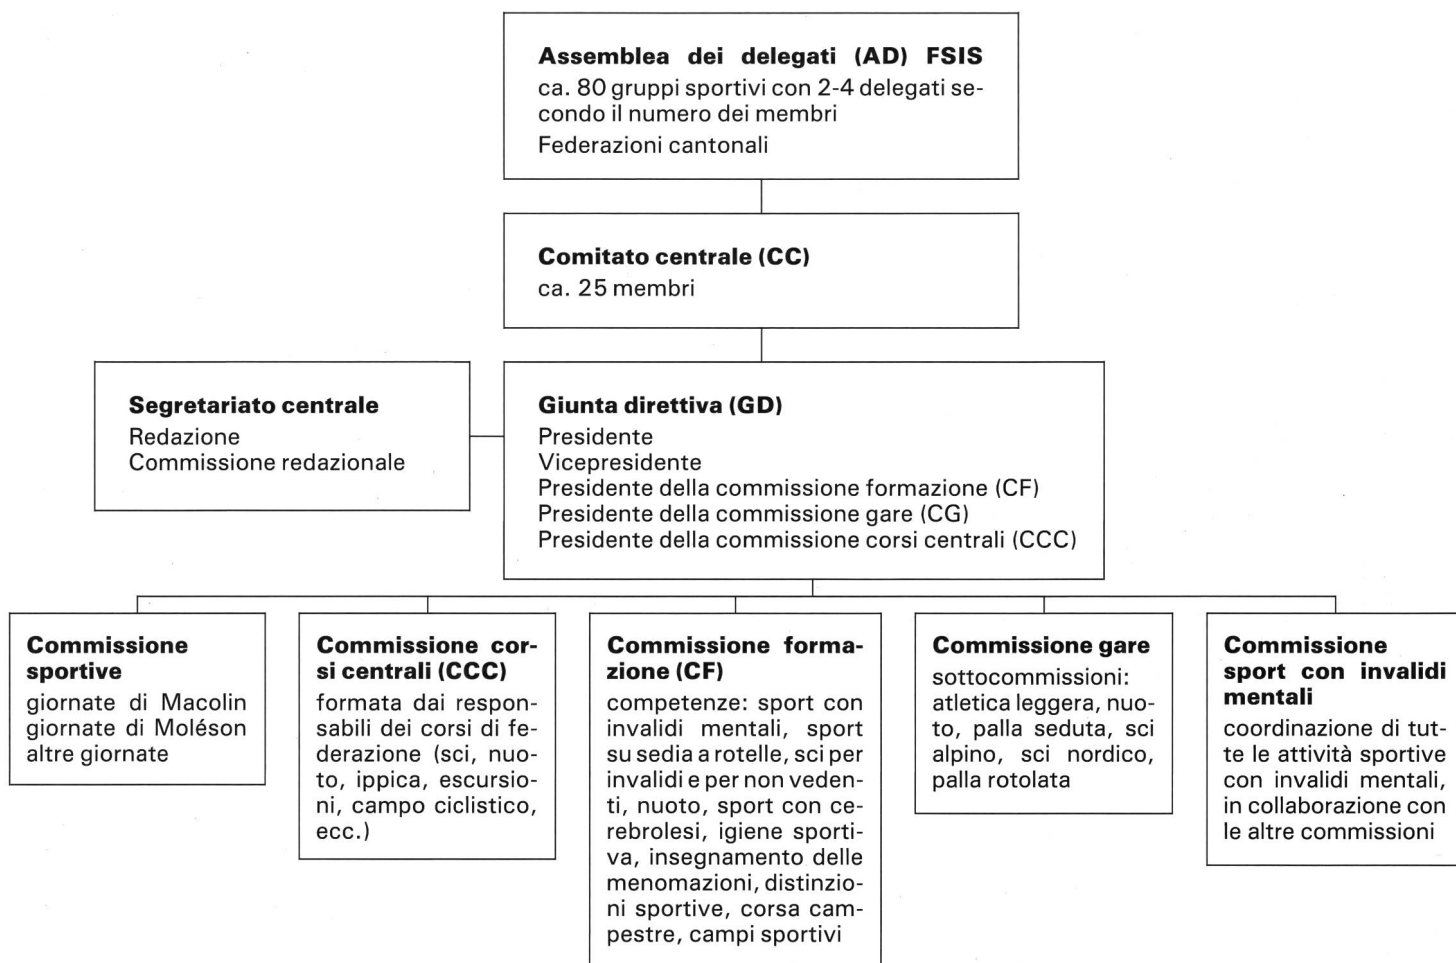 Assemblea dei delegati (AD) FSIS
ca. 80 gruppi sportivi con 2-4 delegati se-
condo il numero dei membri
Federazioni cantonali
Comitato centrale (CC)
ca. 25 membri
Segretariato centrale
Redazione
Commissione redazionale
Giunta direttiva (GD)
Presidente
Vicepresidente
Presidente della commissione formazione (CF)
Presidente della commissione gare (CG)
Presidente della commissione corsi centrali (CCC)
Commissione
sportive
giornate di Macolin
giornate di Moléson
altre giornate
Commissione cor-
si centrali (CCC)
formata dai respon-
sabili dei corsi di fe-
derazione (sci, nuo-
to, ippica, escursio-
ni, campo ciclistico,
ecc.)
Commissione forma-
zione (CF)
competenze: sport con
invalidi mentali, sport
su sedia a rotelle, sci per
invalidi e per non veden-
ti, nuoto, sport con ce-
rebrolesi, igiene sporti-
va, insegnamento delle
menomazioni, distinzio-
ni sportive, corsa cam-
pestre, campi sportivi
Commissione gare
sottocommissioni:
atletica leggera, nuo-
to, palla seduta, sci
alpino, sci nordico,
palla rotolata
Commissione
sport con invalidi
mentali
coordinazione di tut-
te le attività sportive
con invalidi mentali,
in collaborazione con
le altre commissioni